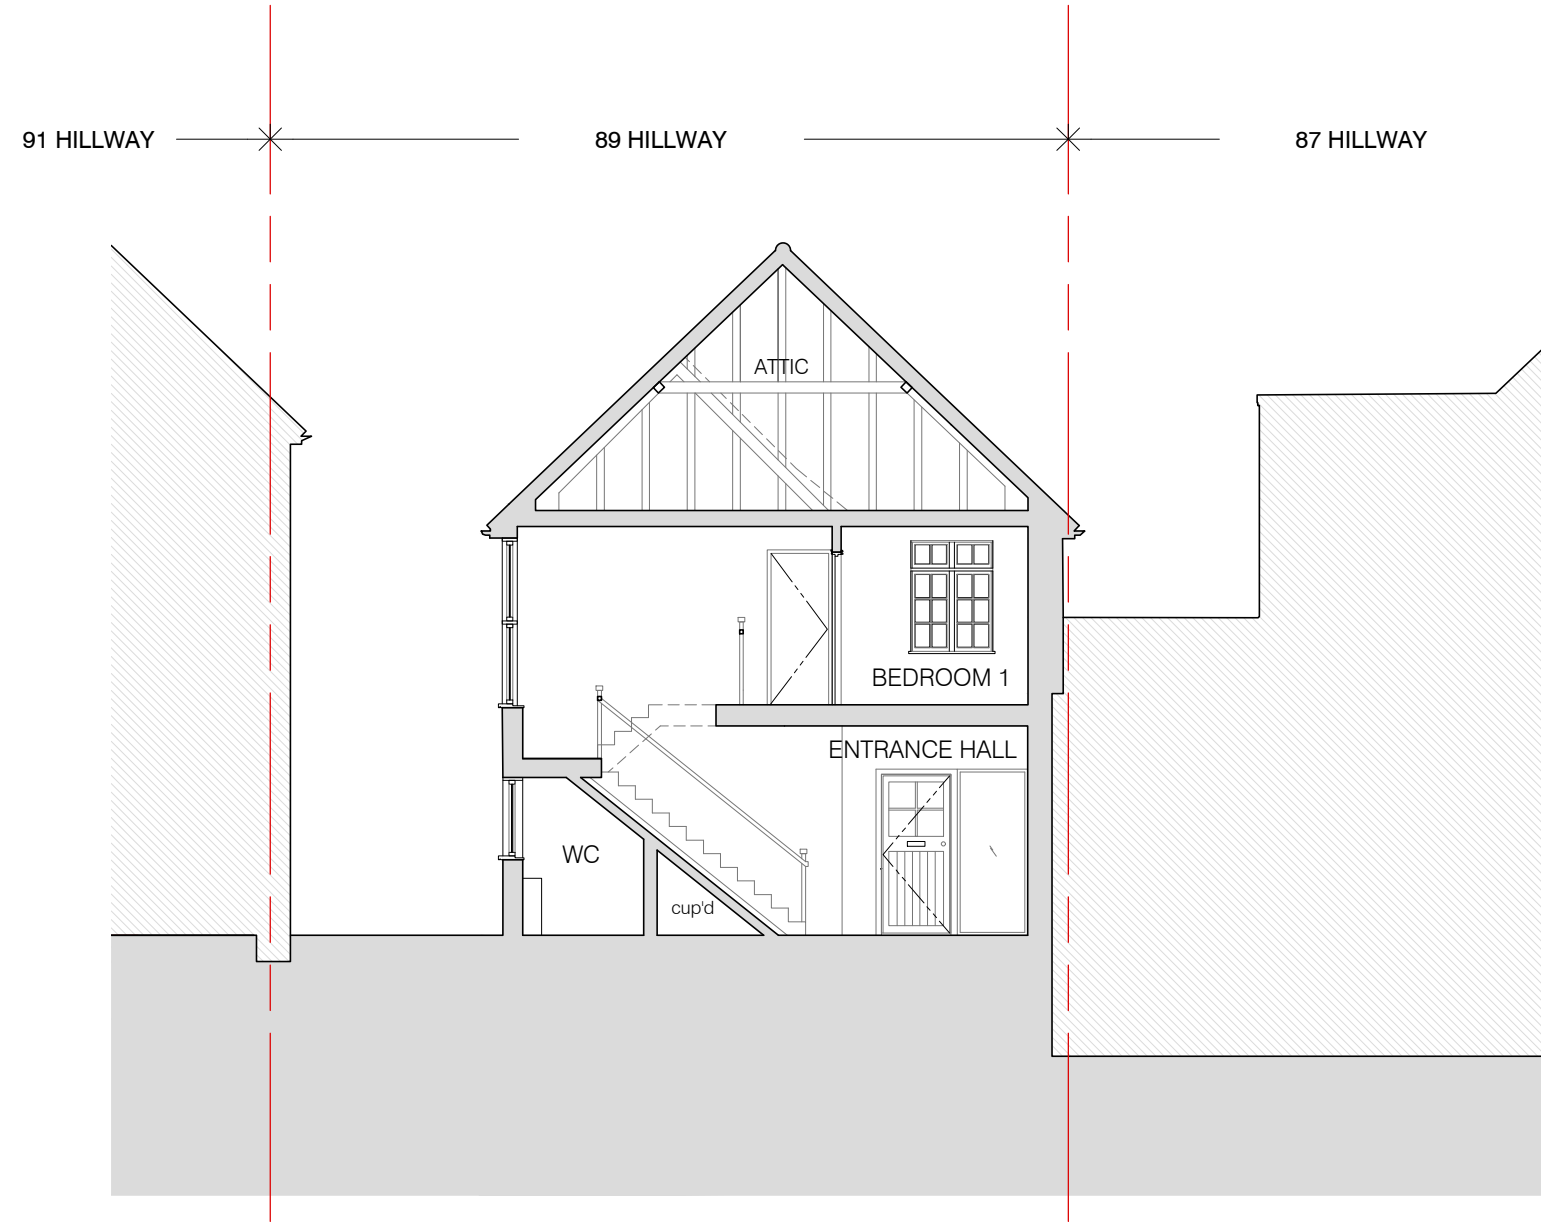 91 HILLWAY
89 HILLWAY
87 HILLWAY
ATTIC
BEDROOM 1
ENTRANCE HALL
WC
cup'd